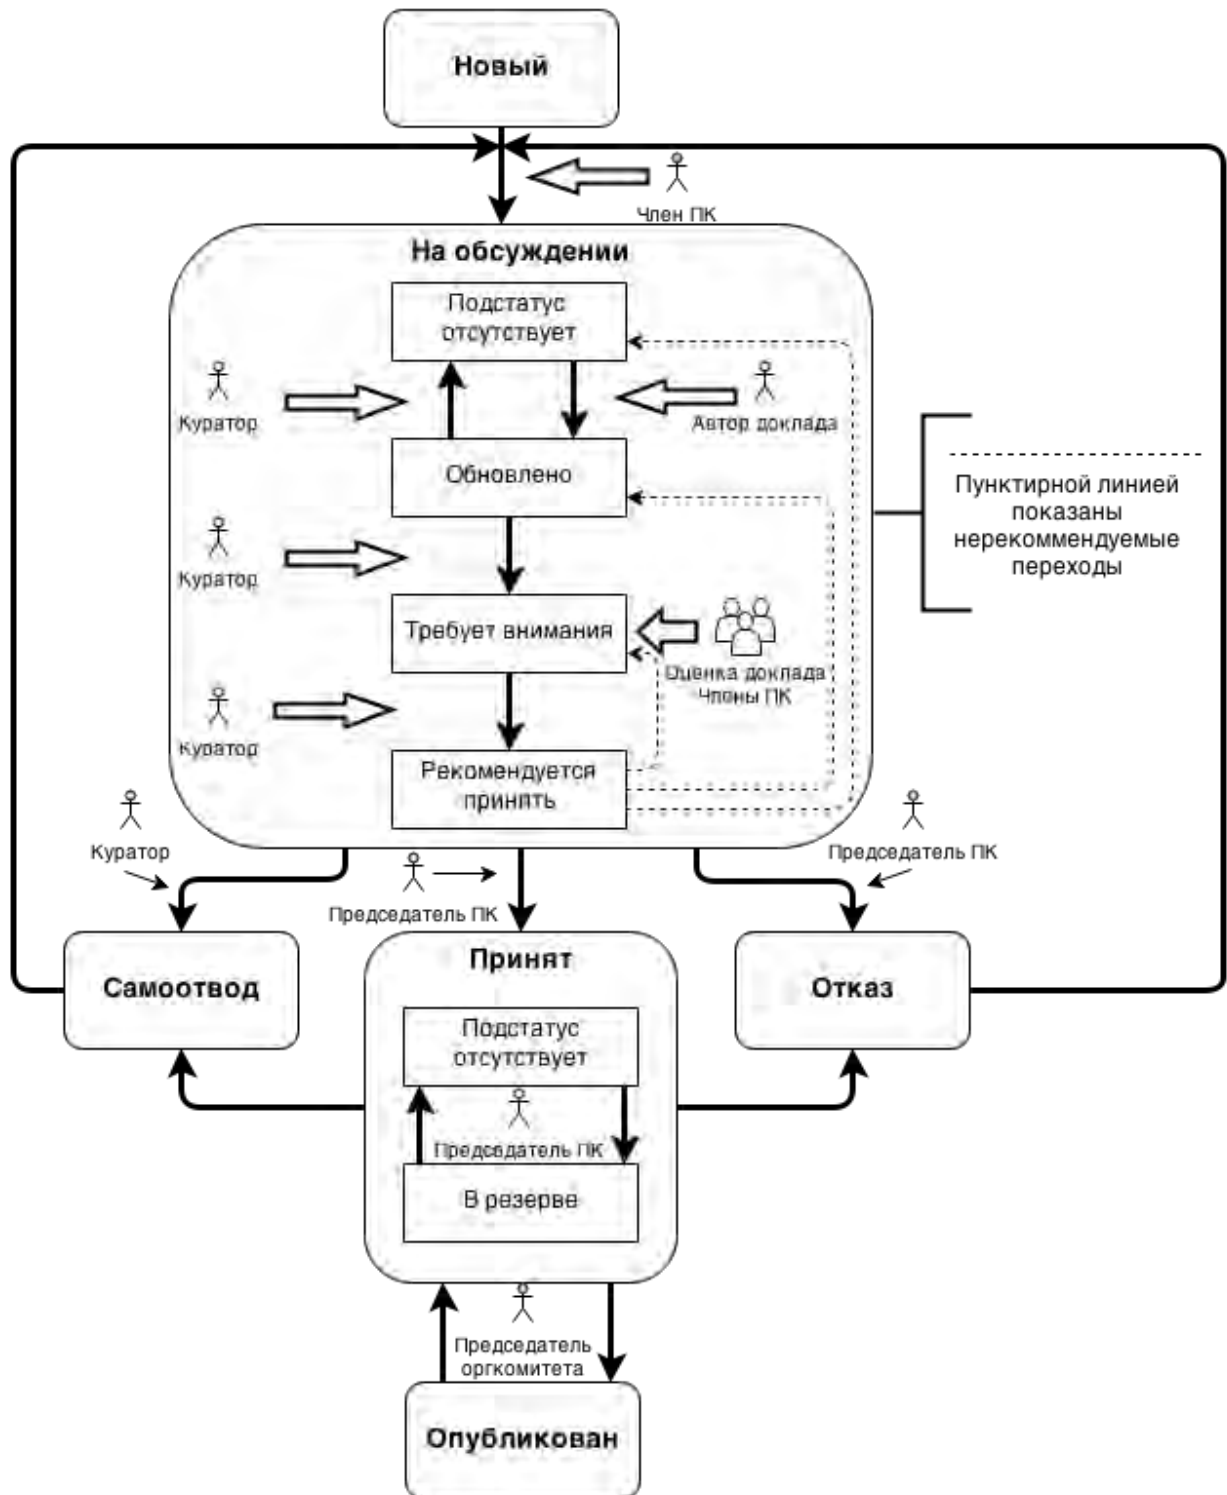 Новый
Член ПК
На обсуждении
Подстатус
отсутствует
Куратор
Автор доклада
Обновлено
Пунктирной линией
показаны
нерекоммендуемые
переходы
Куратор
Требует внимания
Оценка доклада
Члены ПК
Куратор
Рекомендуется
принять
Куратор
Председатель ПК
Председатель ПК
Самоотвод
Принят
Отказ
Подстатус
отсутствует
Председатель ПК
В резерве
Председатель
оргкомитета
Опубликован